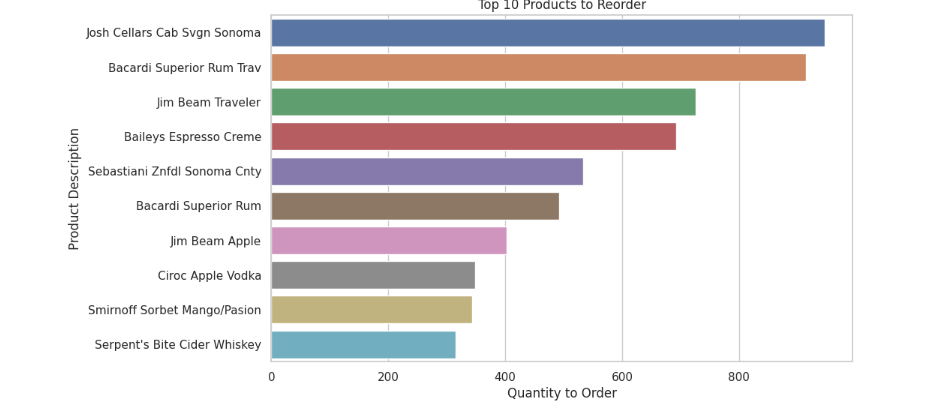 Top 10 Products to Reorder
Josh Cellars Cab Svgn Sonoma
Bacardi Superior Rum Trav
Jim Beam Traveler
Baileys Espresso Creme
Sebastiani Znfdl Sonoma Cnty
Bacardi Superior Rum
Jim Beam Apple
Ciroc Apple Vodka
Smirnoff Sorbet Mango/Pasion
Serpent's Bite Cider Whiskey
Product Description
0 200 400 600 800
Quantity to Order